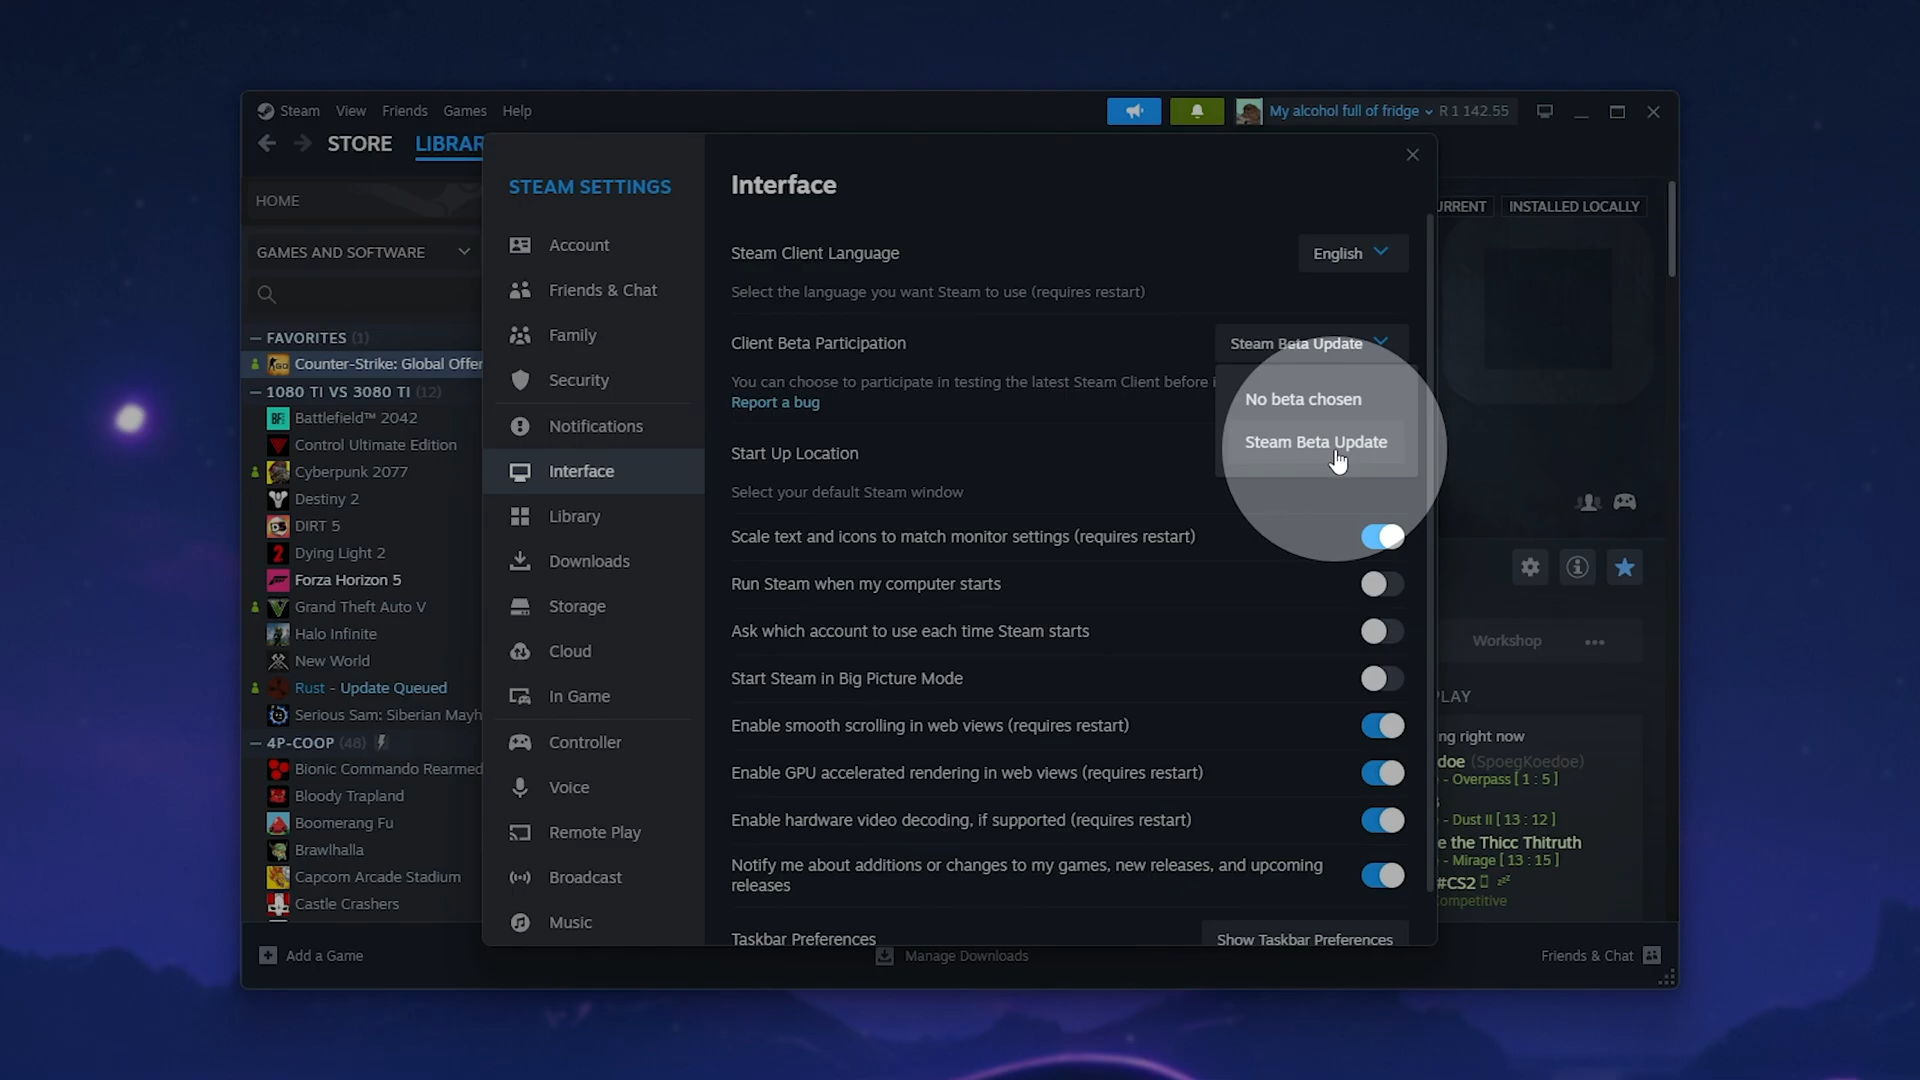 Steam View Friends Games Help
My alcohol full of fridge R 1 142.55
STORE LIBRAR
HOME
GAMES AND SOFTWARE
FAVORITES (1)
Counter-Strike: Global Offer
1080 TI VS 3080 TI (12)
Battlefield™ 2042
Control Ultimate Edition
Cyberpunk 2077
Destiny 2
DIRT 5
Dying Light 2
Forza Horizon 5
Grand Theft Auto V
Halo Infinite
New World
Rust - Update Queued
Serious Sam: Siberian Mayh
4P-COOP (48)
Bionic Commando Rearmed
Bloody Trapland
Boomerang Fu
Brawlhalla
Capcom Arcade Stadium
Castle Crashers
Add a Game
STEAM SETTINGS
Account
Friends & Chat
Family
Security
Notifications
Interface
Library
Downloads
Storage
Cloud
In Game
Controller
Voice
Remote Play
Broadcast
Music
Interface
Steam Client Language
English
Select the language you want Steam to use (requires restart)
Client Beta Participation
Steam Beta Update
You can choose to participate in testing the latest Steam Client before i
Report a bug
No beta chosen
Steam Beta Update
Start Up Location
Select your default Steam window
Scale text and icons to match monitor settings (requires restart)
Run Steam when my computer starts
Ask which account to use each time Steam starts
Start Steam in Big Picture Mode
Enable smooth scrolling in web views (requires restart)
Enable GPU accelerated rendering in web views (requires restart)
Enable hardware video decoding, if supported (requires restart)
Notify me about additions or changes to my games, new releases, and upcoming
releases
Taskbar Preferences
Show Taskbar Preferences
Manage Downloads
URRENT INSTALLED LOCALLY
Workshop
LAY
ng right now
doe (SpoegKoedoe)
- Overpass [ 1 : 5 ]
- Dust II [ 13 : 12 ]
e the Thicc Thitruth
- Mirage [ 13 : 15 ]
#CS2
ompetitive
Friends & Chat